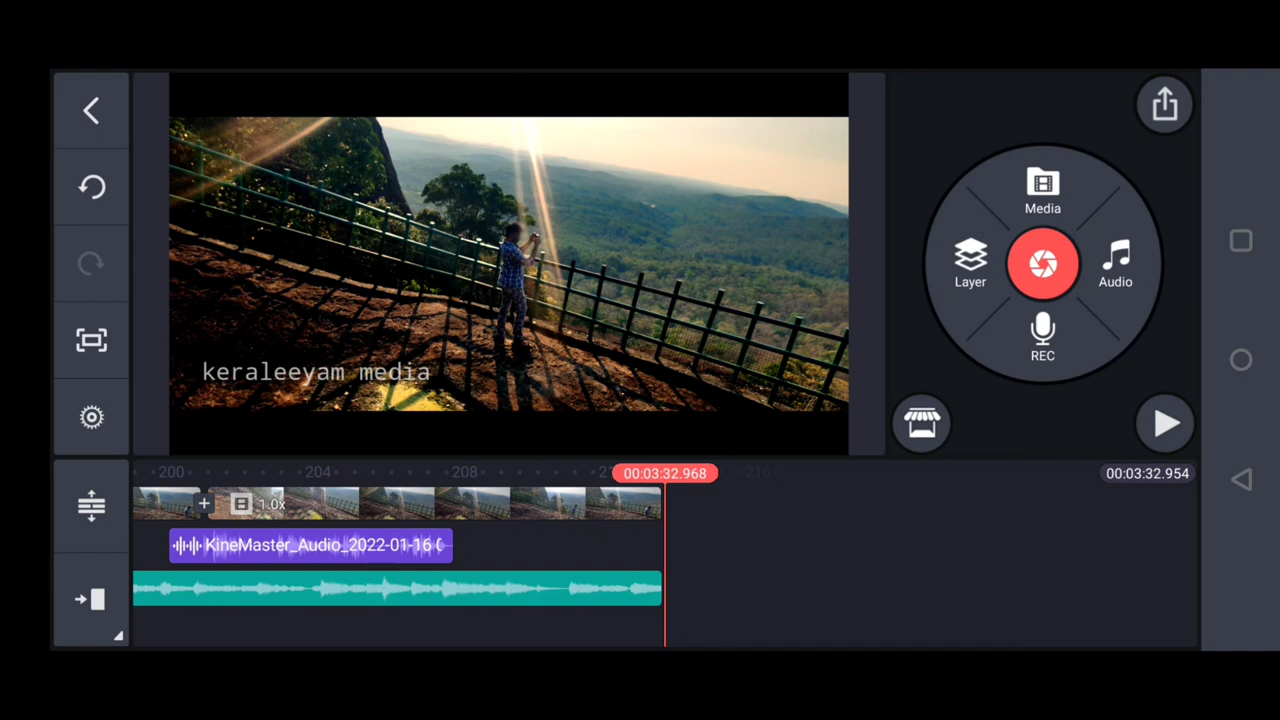 Media
Layer
Audio
REC
keraleeyam media
200
204
208
00:03:32.968
216
00:03:32.954
1.0x
KineMaster_Audio_2022-01-16